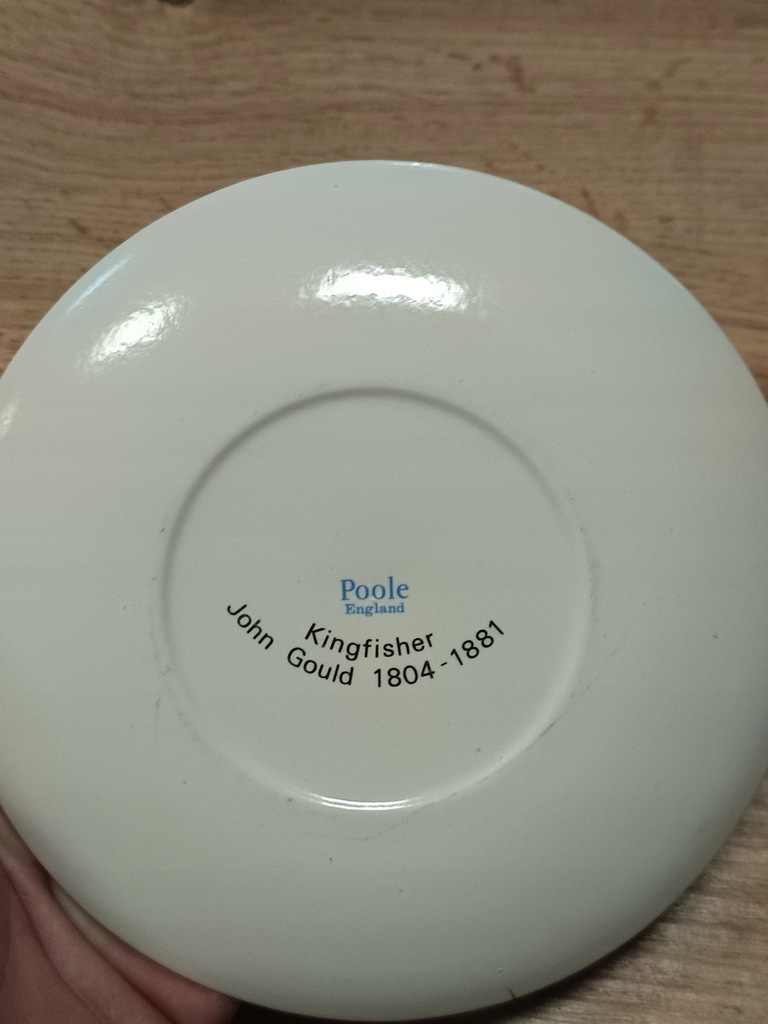 Poole
England
Kingfisher
John Gould 1804-1881